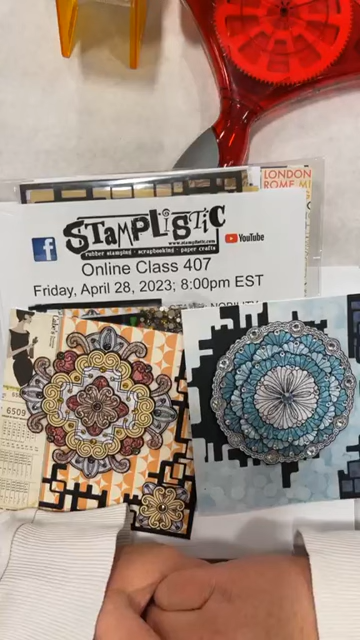 LONDON
ROME MI
STAMPLISTIC
www.stamplistic.com
rubber stamping • scrapbooking • paper crafts
f
YouTube
Online Class 407
Friday, April 28, 2023; 8:00pm EST
6509